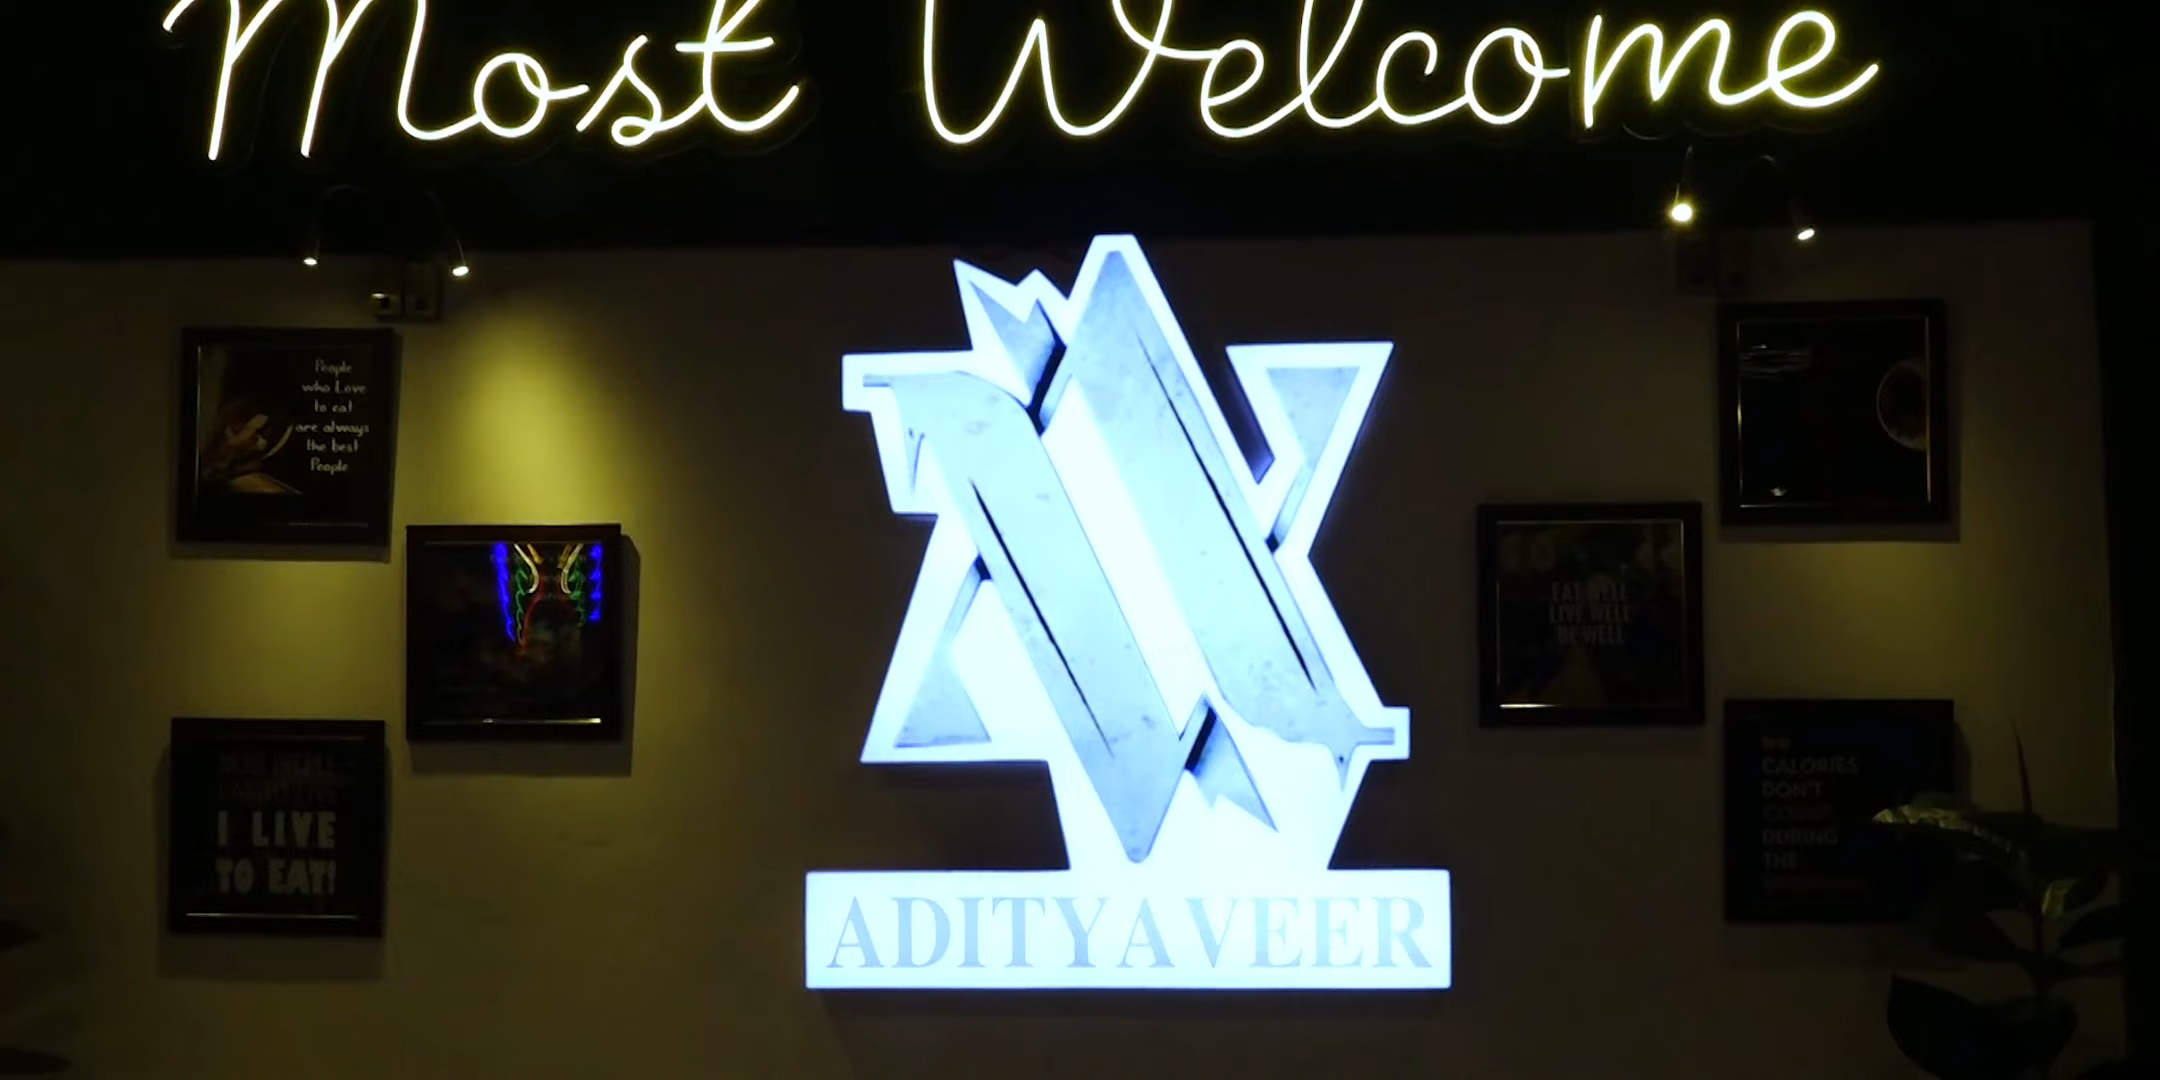 Most Welcome
People
who Love
to eat
are always
the best
People
I LIVE
TO EAT!
ADITYAVEER
EAT WELL
LIVE WELL
BE WELL
CALORIES
DON'T
COUNT
DURING
THE